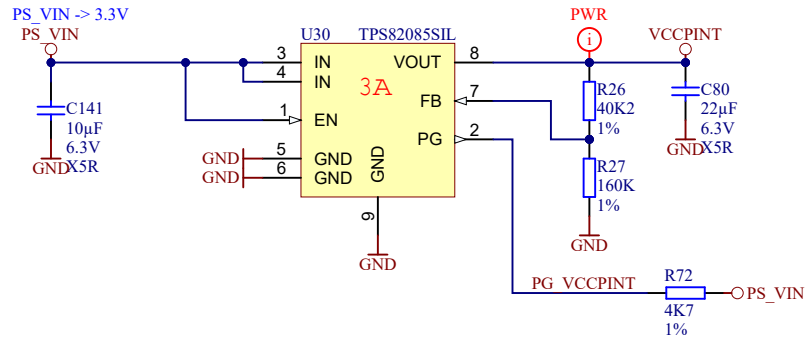 PS_VIN -> 3.3V
PS_VIN
U30
TPS82085SIL
PWR
i
VCCPINT
3
IN
VOUT
8
4
IN
3A
C141
10µF
6.3V
X5R
GND
1
EN
FB
7
R26
40K2
1%
C80
22µF
6.3V
X5R
GND
PG
2
GND
5
GND
GND
6
GND
GND
9
GND
R27
160K
1%
GND
PG_VCCPINT
R72
4K7
1%
PS_VIN